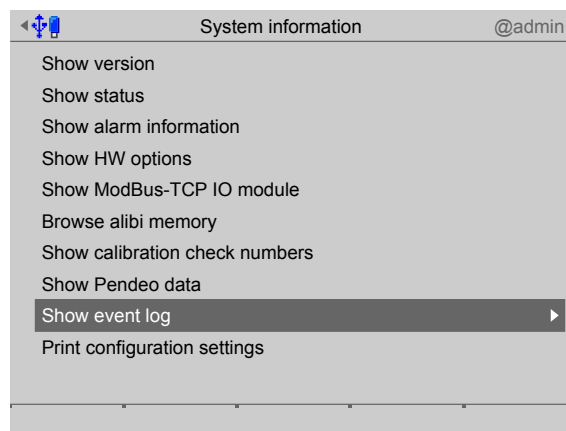 System information @admin
Show version
Show status
Show alarm information
Show HW options
Show ModBus-TCP IO module
Browse alibi memory
Show calibration check numbers
Show Pendeo data
Show event log
Print configuration settings